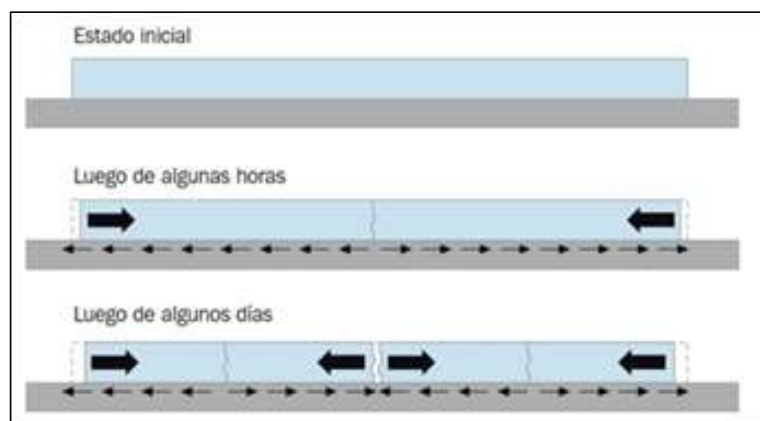 Estado inicial
Luego de algunas horas
Luego de algunos días